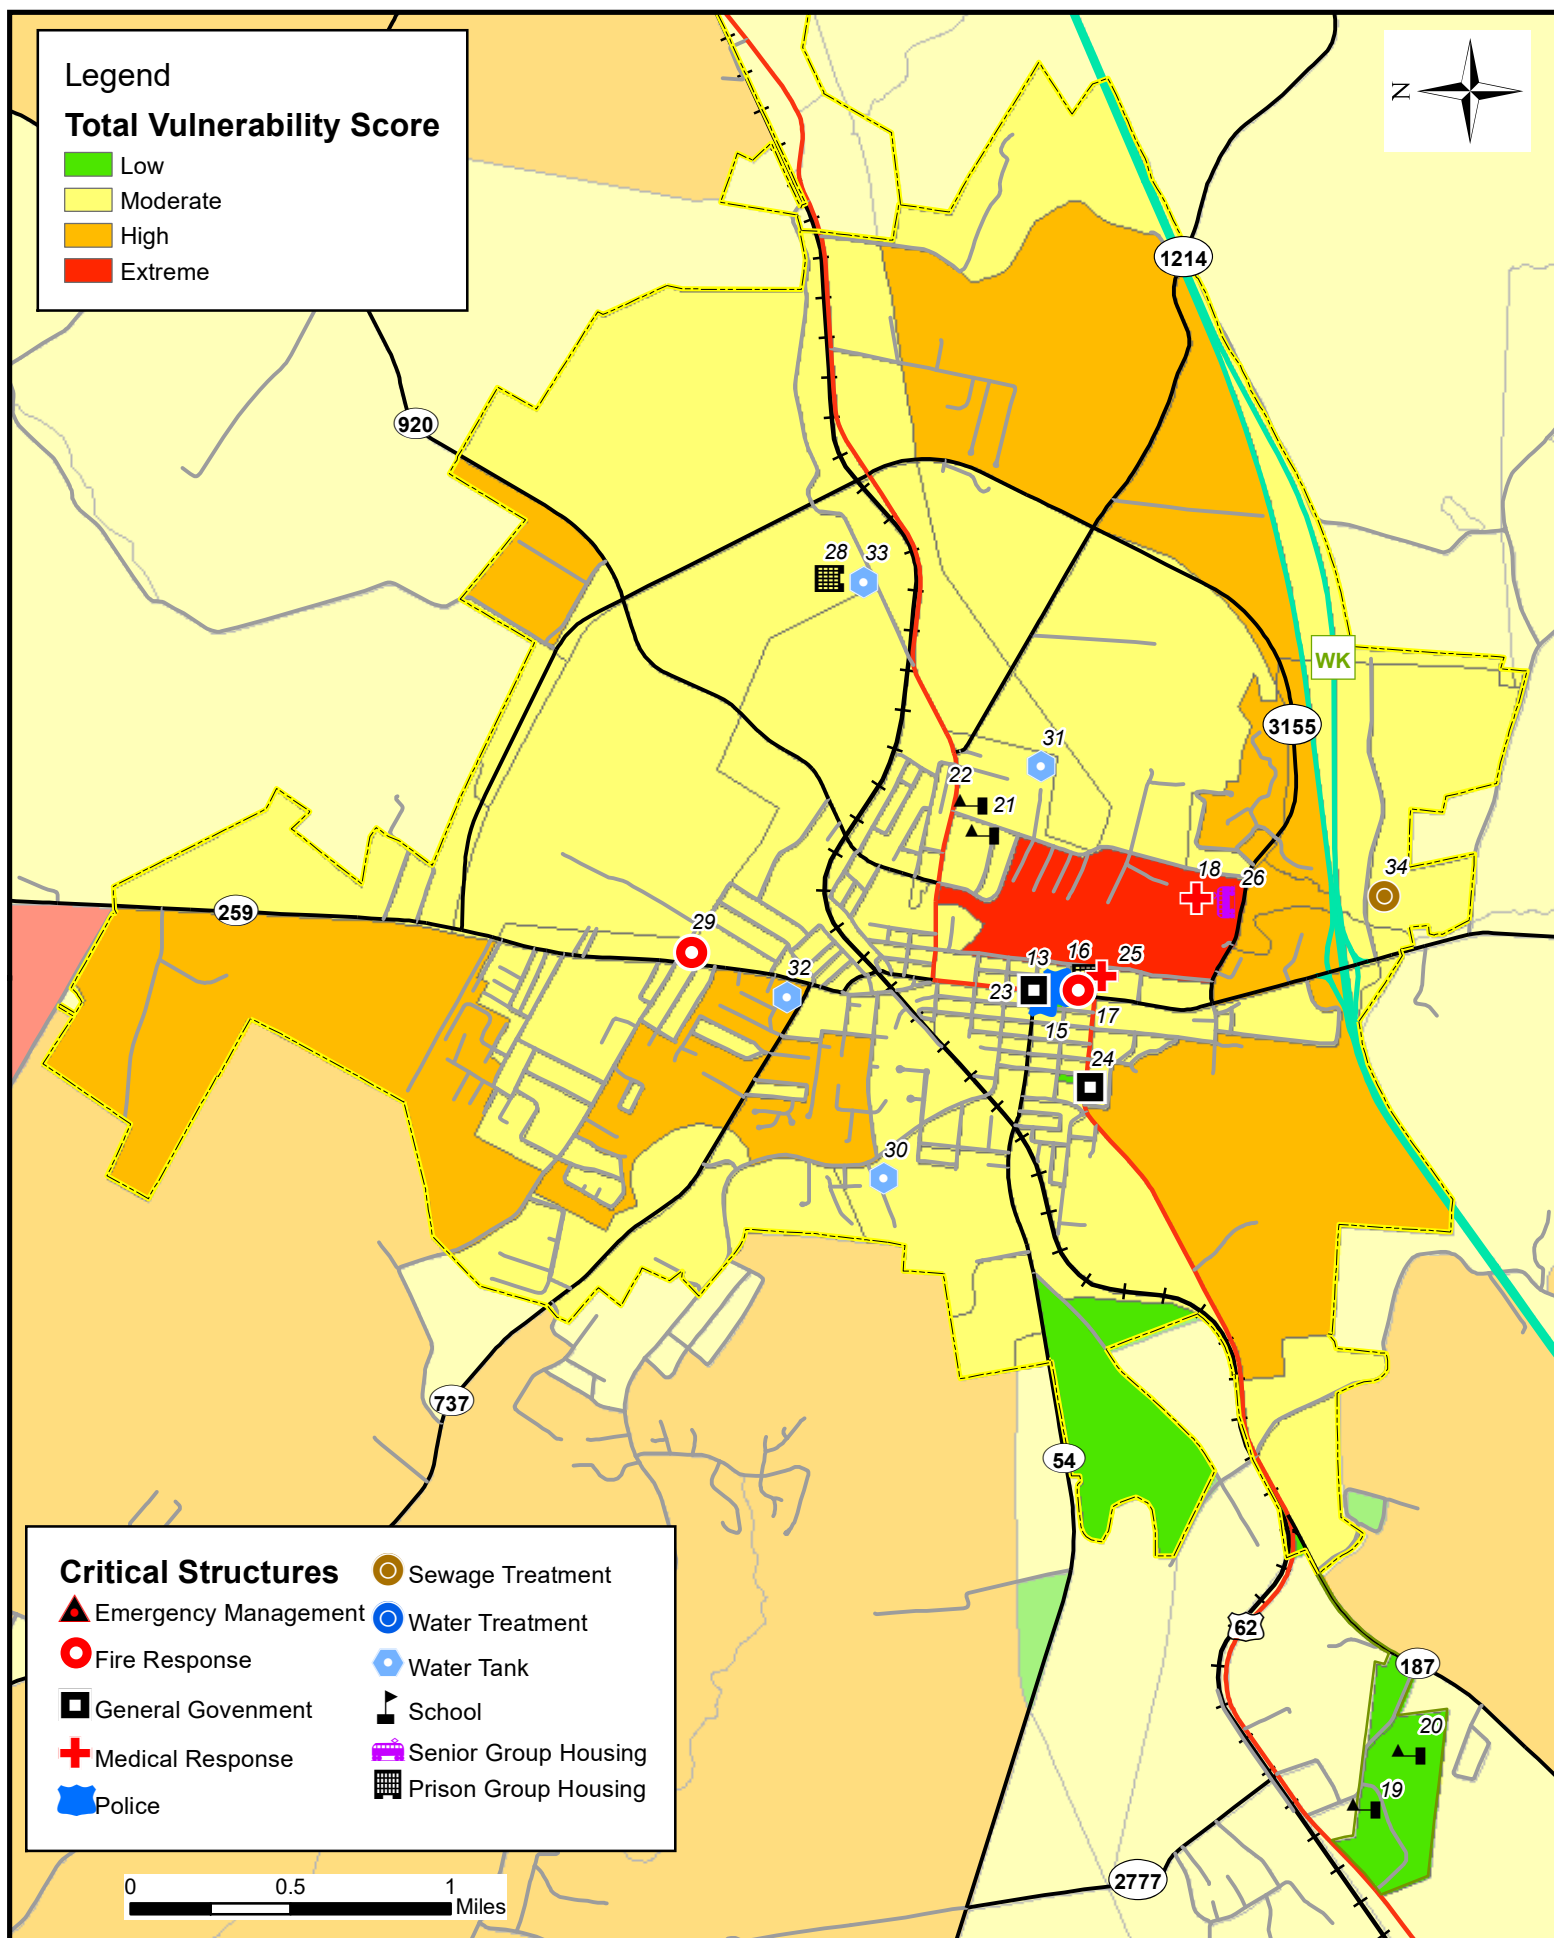 Legend
Total Vulnerability Score
Low
Moderate
High
Extreme
N
1214
920
28
33
WK
3155
31
22
21
18
26
34
259
29
32
13
16
25
23
15
17
24
30
737
54
62
187
20
19
2777
Critical Structures
Emergency Management
Fire Response
General Govenment
Medical Response
Police
Sewage Treatment
Water Treatment
Water Tank
School
Senior Group Housing
Prison Group Housing
0 0.5 1
Miles